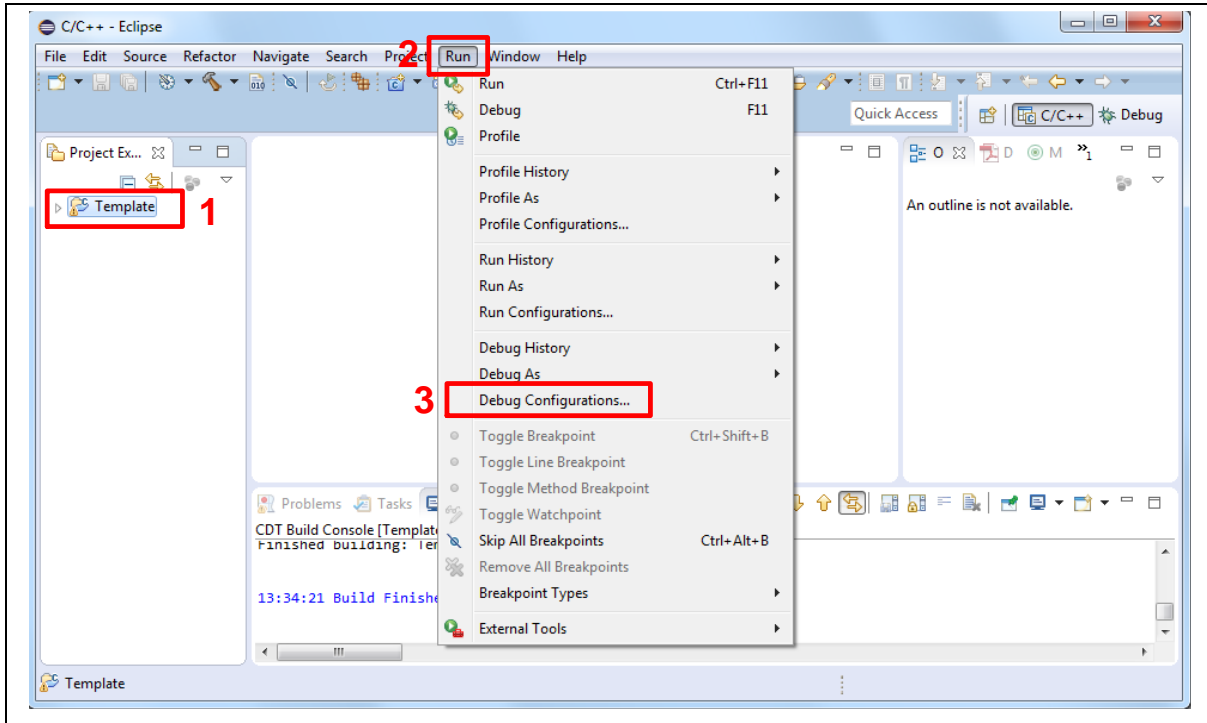 C/C++ - Eclipse
File Edit Source Refactor Navigate Search Project Run Window Help
2
Quick Access
C/C++
Debug
Project Ex...
Template
1
Run Ctrl+F11
Debug F11
Profile
Profile History
Profile As
Profile Configurations...
Run History
Run As
Run Configurations...
Debug History
Debug As
3
Debug Configurations...
Toggle Breakpoint Ctrl+Shift+B
Toggle Line Breakpoint
Toggle Method Breakpoint
Toggle Watchpoint
Skip All Breakpoints Ctrl+Alt+B
Remove All Breakpoints
Breakpoint Types
External Tools
O D M »1
An outline is not available.
Problems Tasks
CDT Build Console [Template
Finished building: Tem
13:34:21 Build Finishe
Template